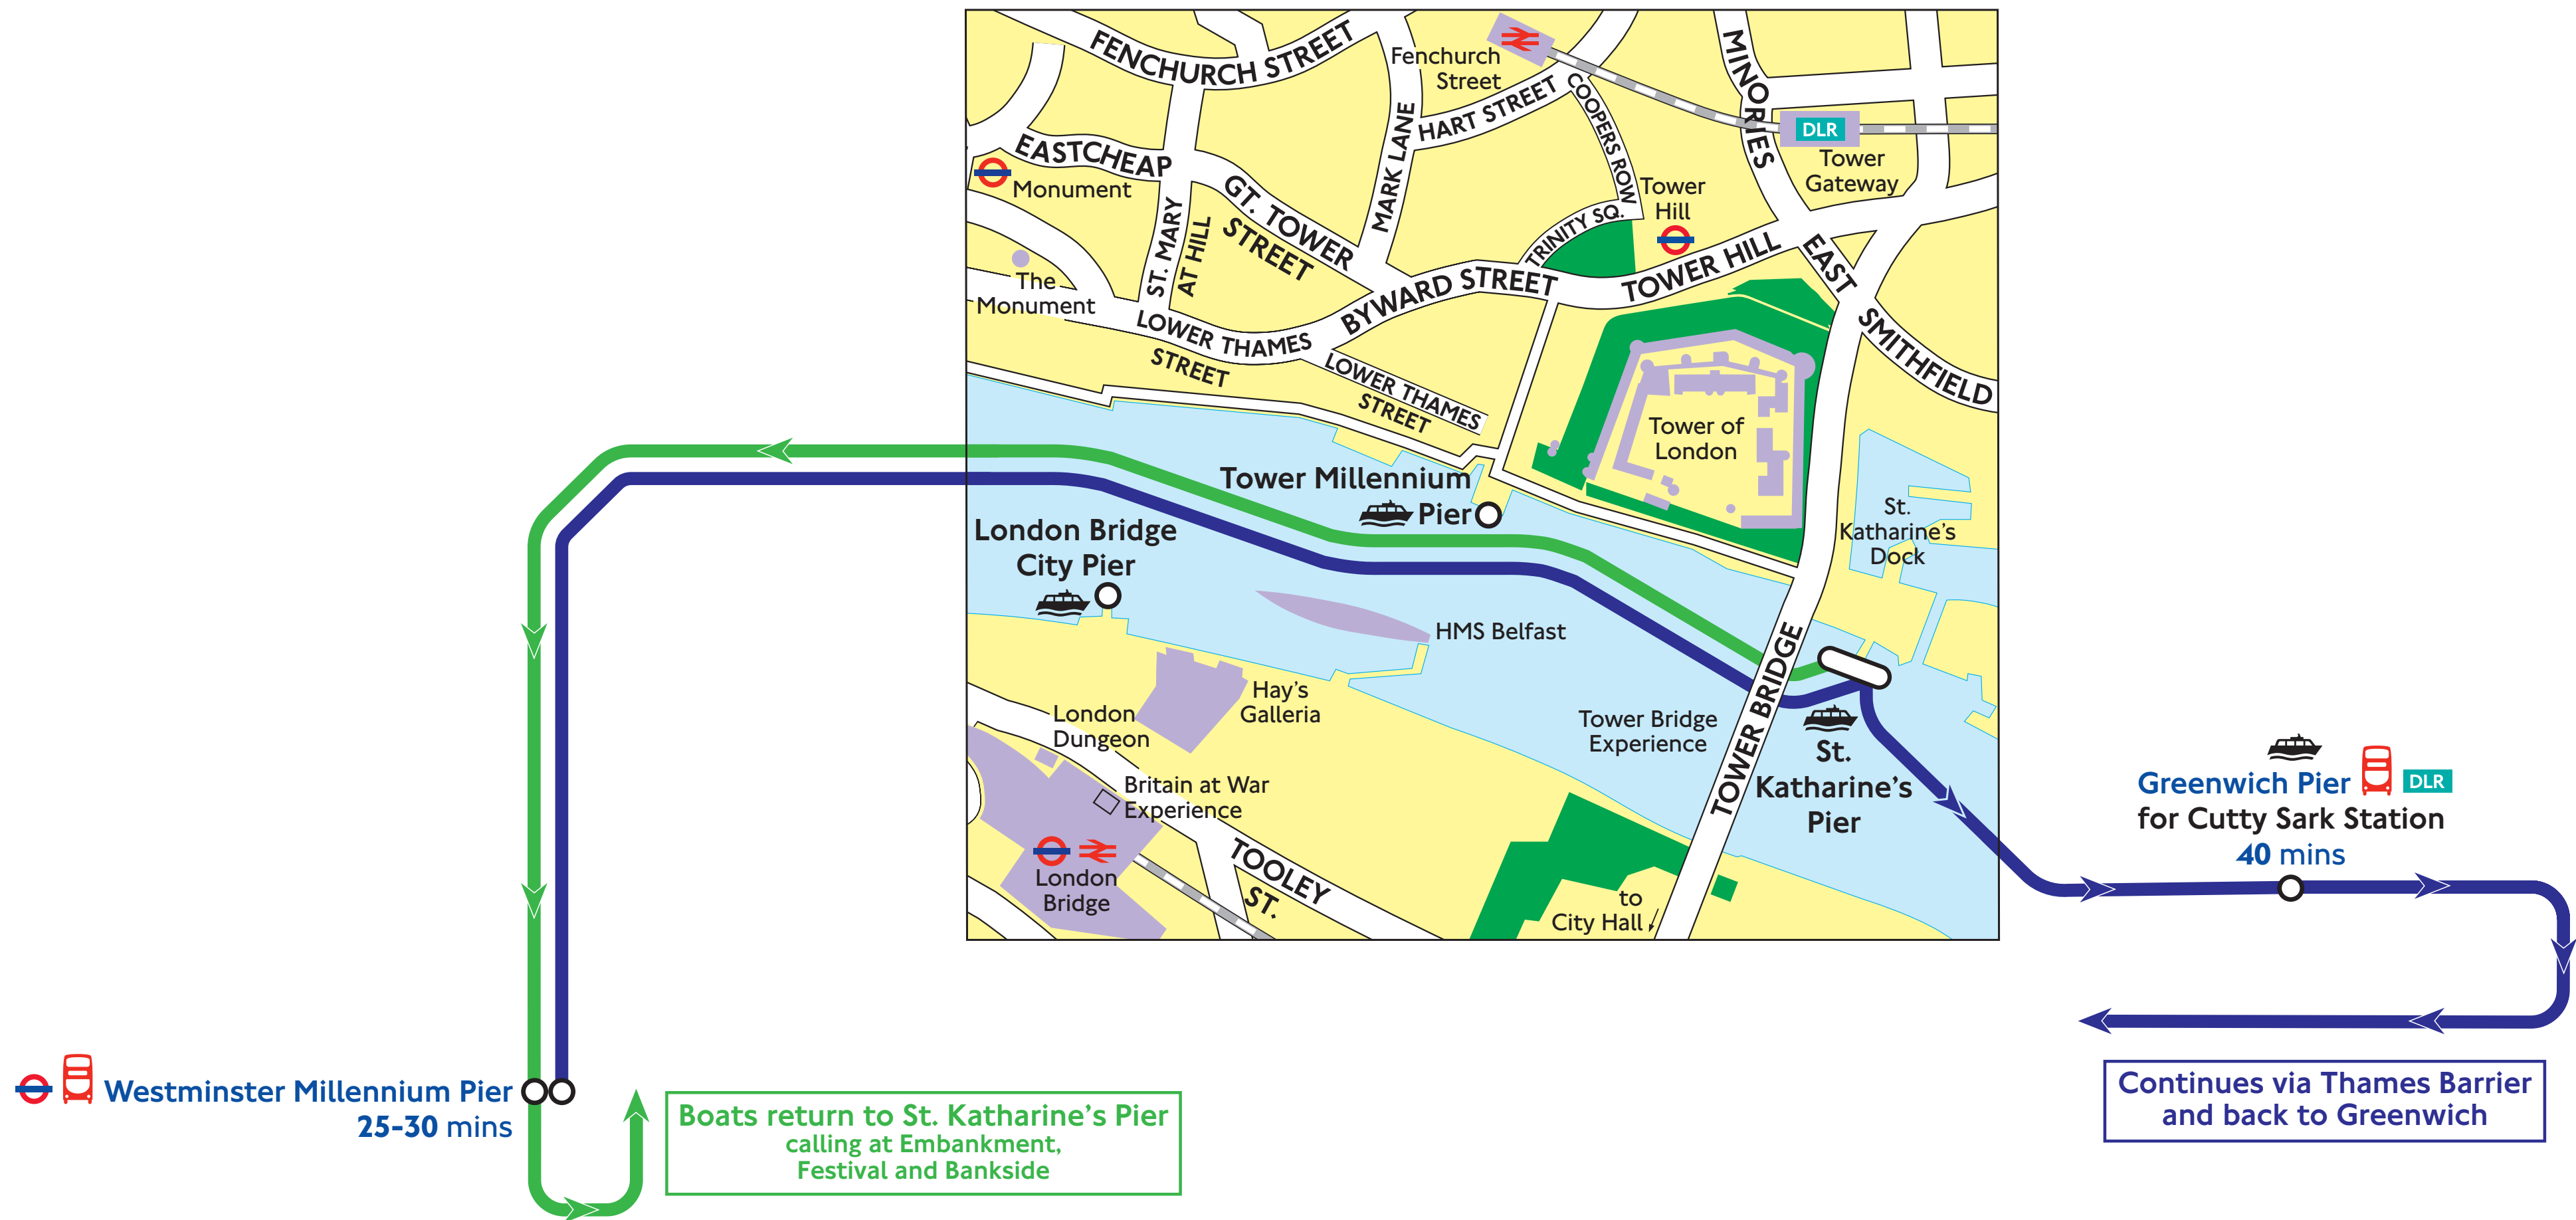 FENCHURCH STREET
Fenchurch
Street
MINORIES
HART STREET
COOPERS ROW
MARK LANE
DLR
Tower
Gateway
EASTCHEAP
Monument
GT. TOWER
STREET
ST. MARY
AT HILL
TRINITY SQ.
Tower
Hill
The
Monument
BYWARD STREET
TOWER HILL
EAST SMITHFIELD
LOWER THAMES
STREET
LOWER THAMES
STREET
Tower of
London
Tower Millennium
Pier
St.
Katharine's
Dock
London Bridge
City Pier
HMS Belfast
Hay's
Galleria
London
Dungeon
Tower Bridge
Experience
TOWER BRIDGE
St.
Katharine's
Pier
Britain at War
Experience
London
Bridge
TOOLEY
ST.
to
City Hall
Greenwich Pier
DLR
for Cutty Sark Station
40 mins
Continues via Thames Barrier
and back to Greenwich
Westminster Millennium Pier
25-30 mins
Boats return to St. Katharine's Pier
calling at Embankment,
Festival and Bankside